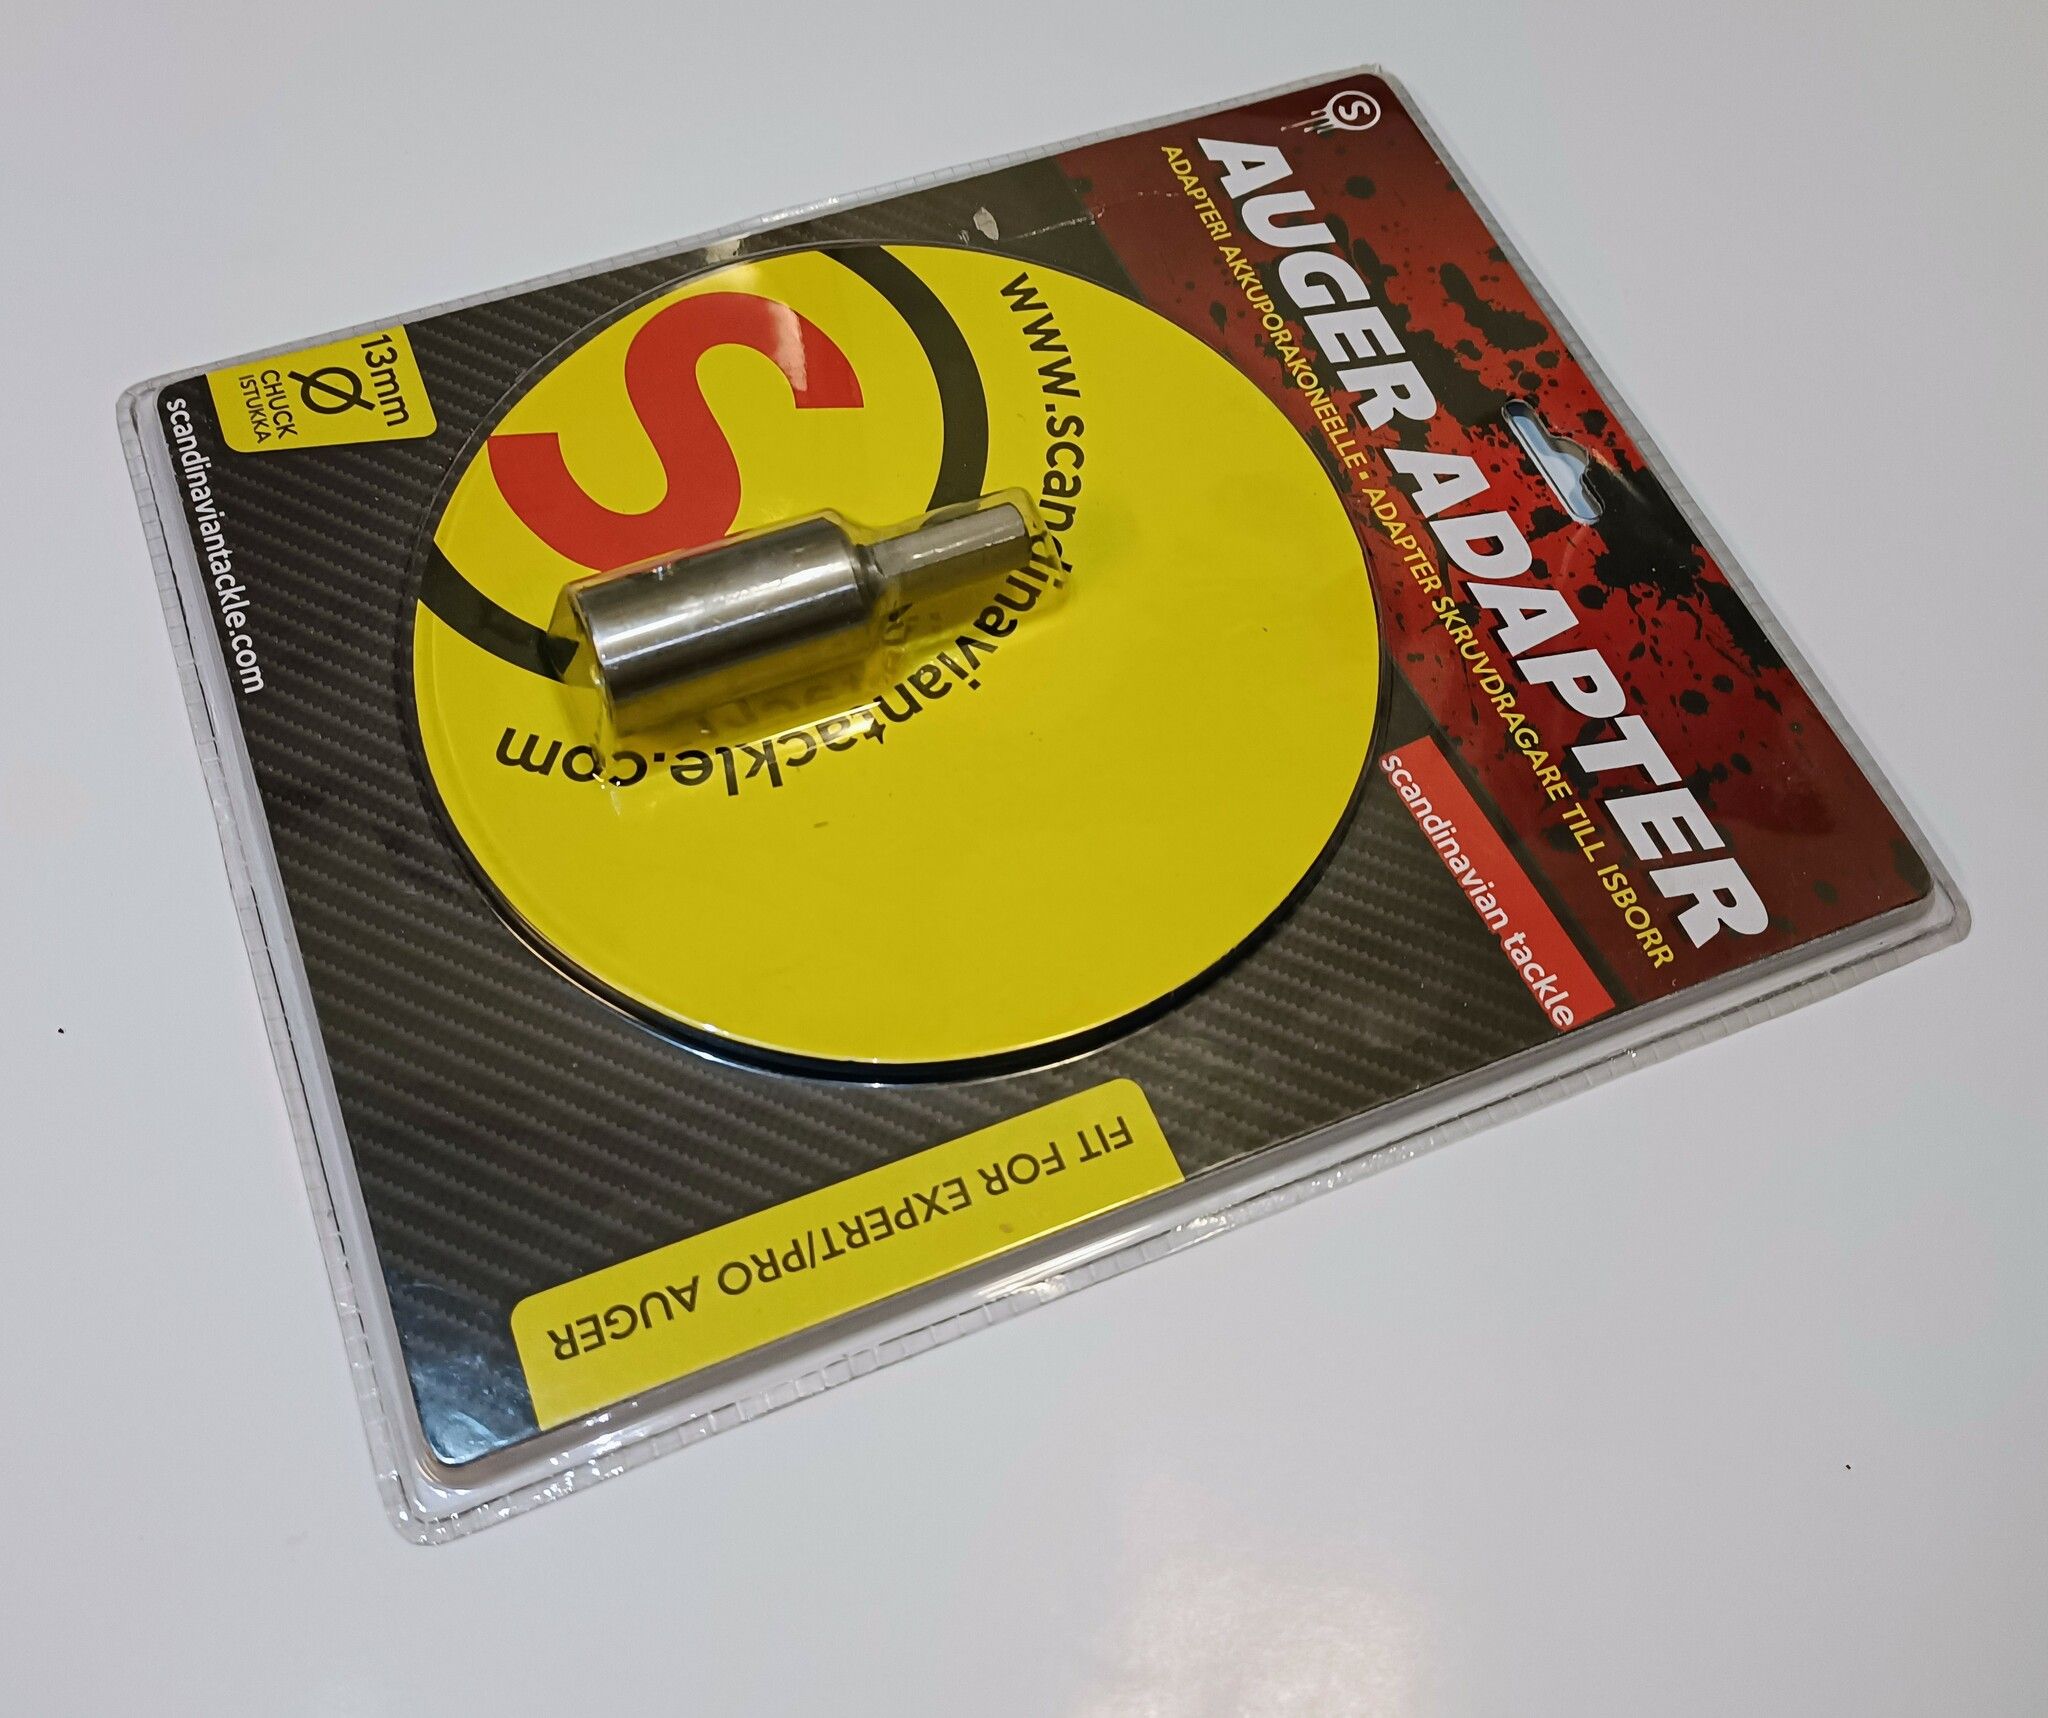 S
AUGER ADAPTER
ADAPTERI AKKUPORAKONEELLE ▪ ADAPTER SKRUVDRAGARE TILL ISBORR
scandinavian tackle
www.scandinaviantackle.com
S
13mm
Ø
CHUCK
ISTUKKA
scandinaviantackle.com
FIT FOR EXPERT/PRO AUGER